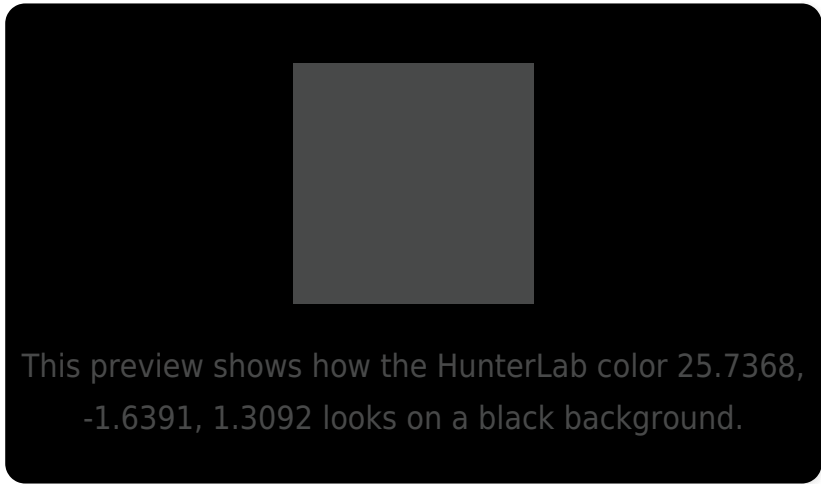 This preview shows how the HunterLab color 25.7368,
-1.6391, 1.3092 looks on a black background.